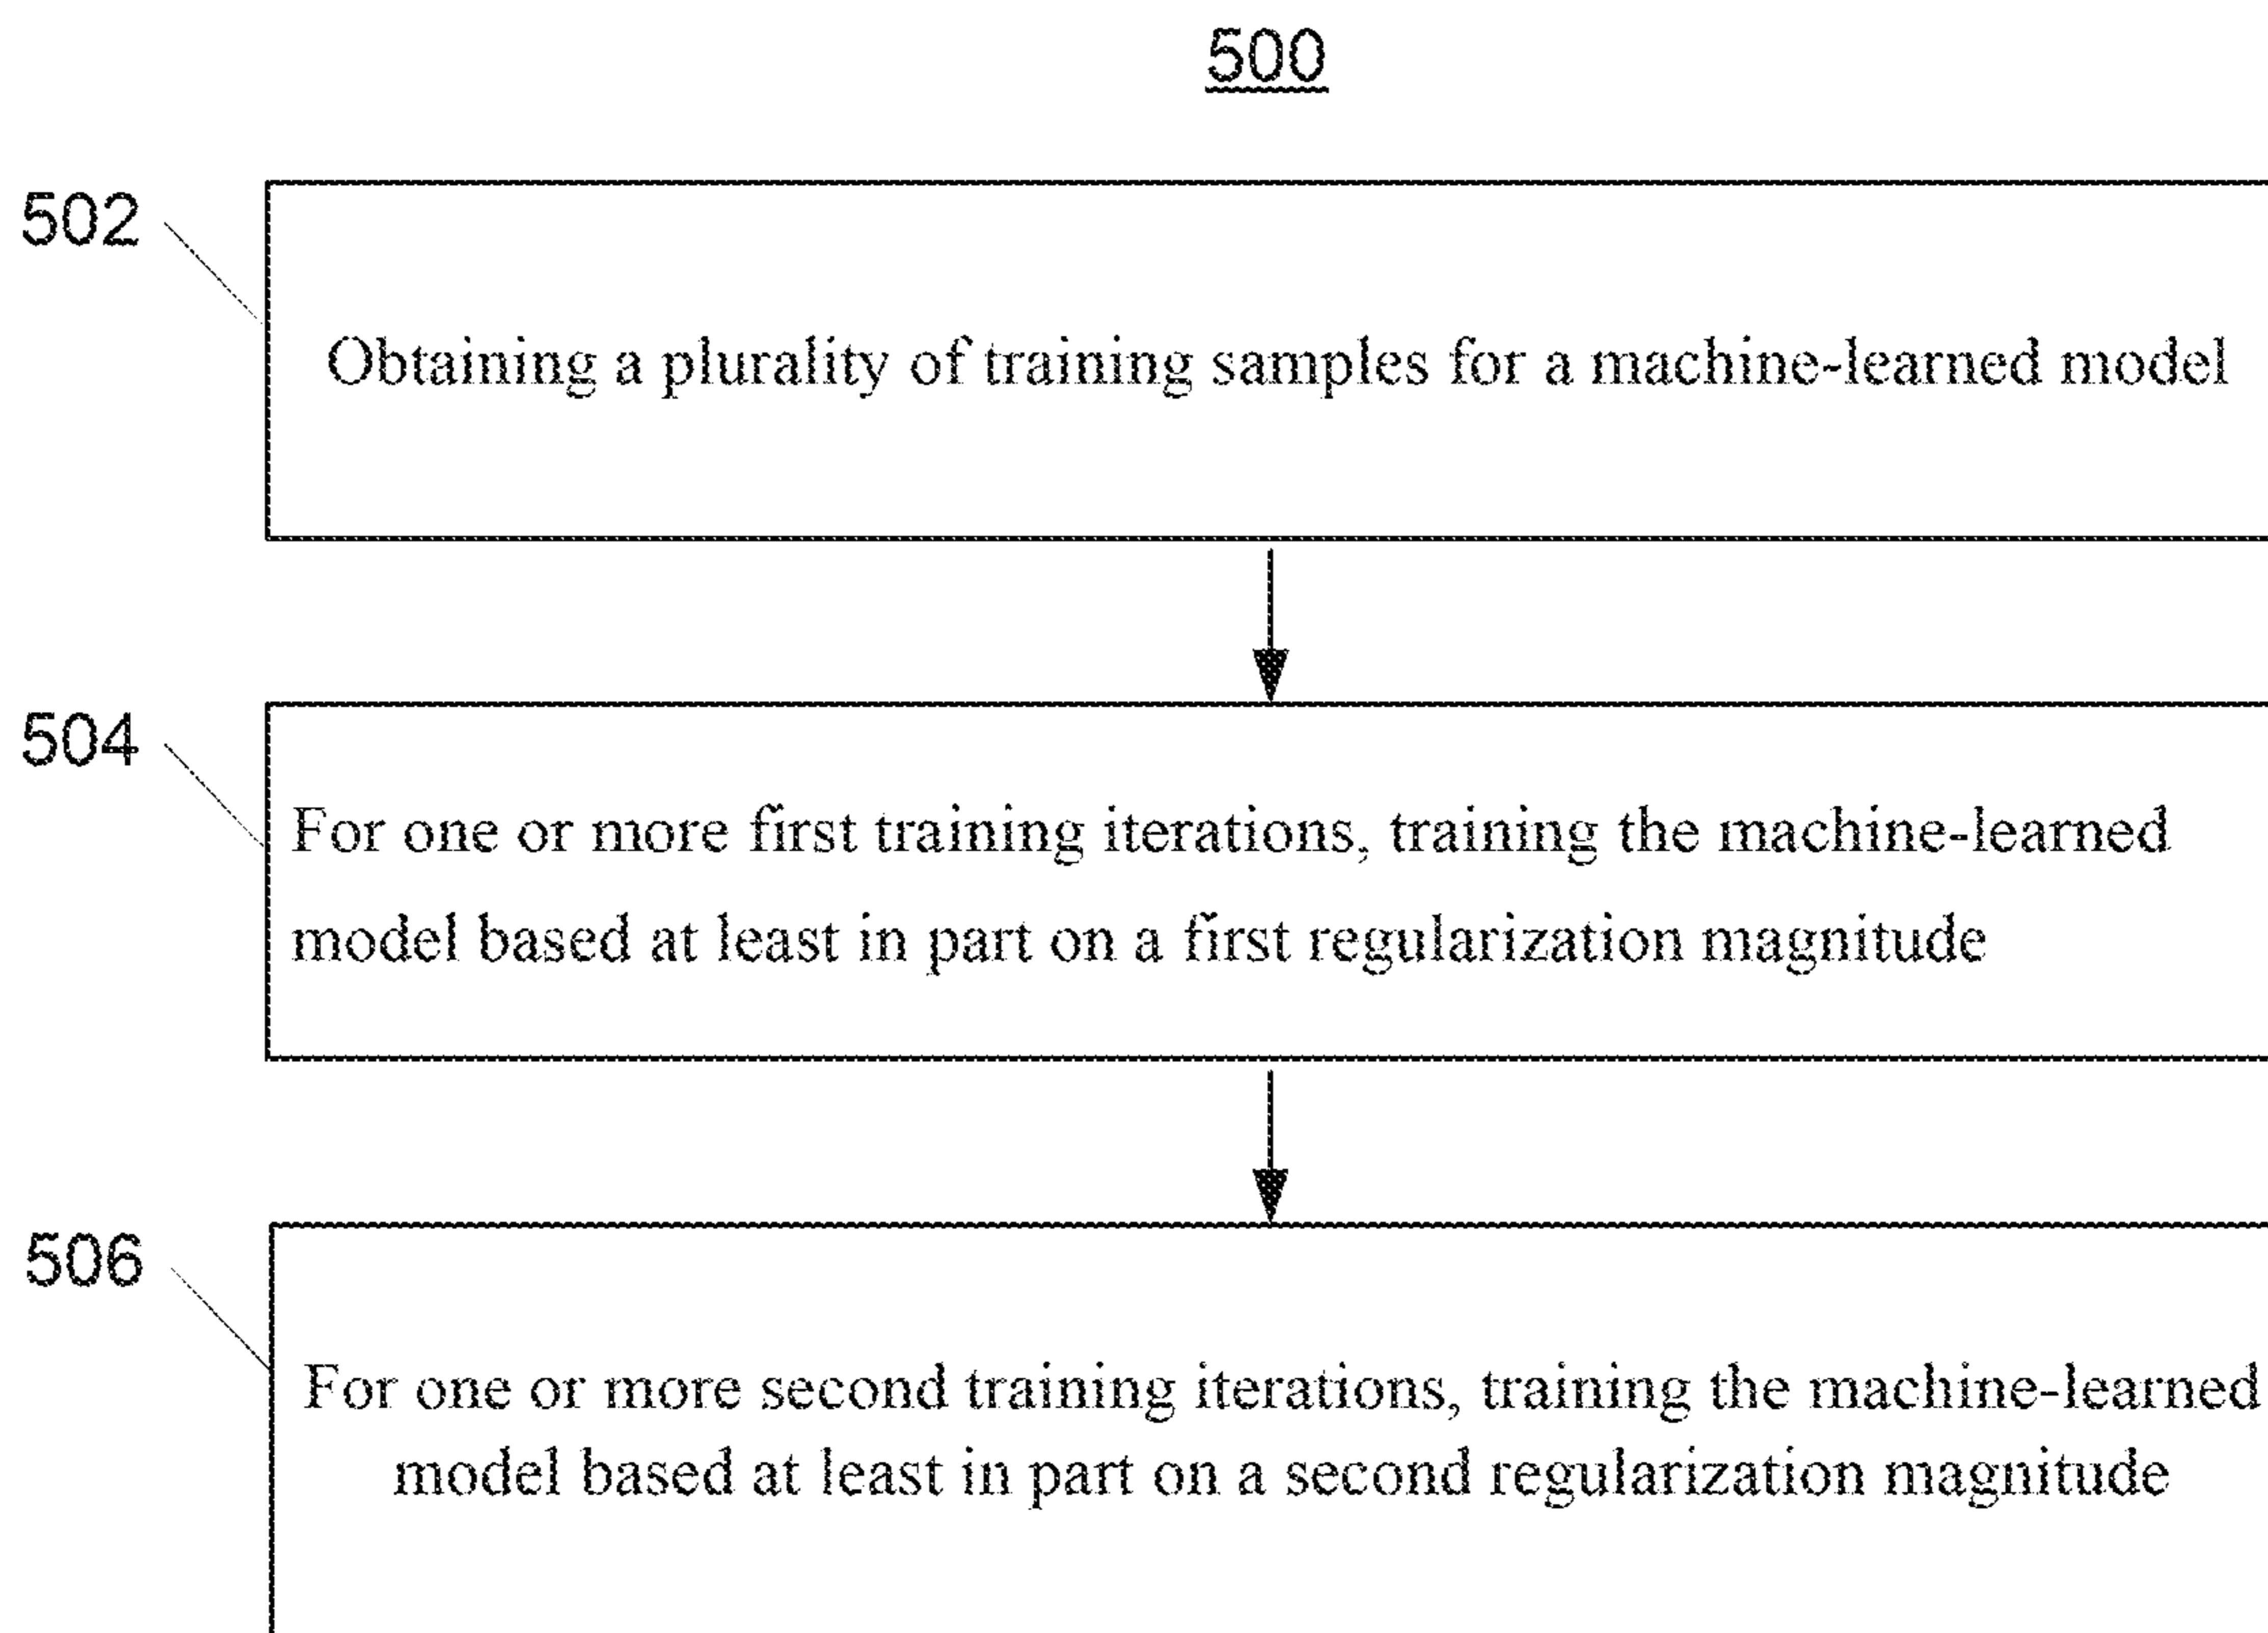 500
502
Obtaining a plurality of training samples for a machine-learned model
504
For one or more first training iterations, training the machine-learned
model based at least in part on a first regularization magnitude
506
For one or more second training iterations, training the machine-learned
model based at least in part on a second regularization magnitude